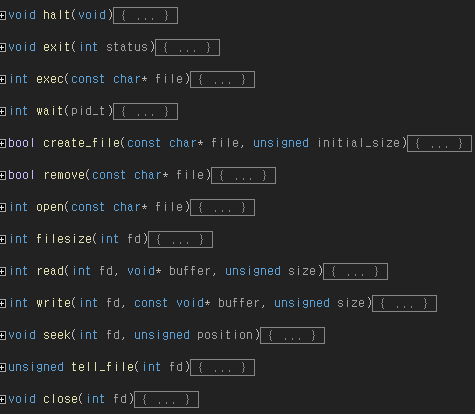 void halt(void){ ... }
void exit(int status){ ... }
int exec(const char* file){ ... }
int wait(pid_t){ ... }
bool create_file(const char* file, unsigned initial_size){ ... }
bool remove(const char* file){ ... }
int open(const char* file){ ... }
int filesize(int fd){ ... }
int read(int fd, void* buffer, unsigned size){ ... }
int write(int fd, const void* buffer, unsigned size){ ... }
void seek(int fd, unsigned position){ ... }
unsigned tell_file(int fd){ ... }
void close(int fd){ ... }